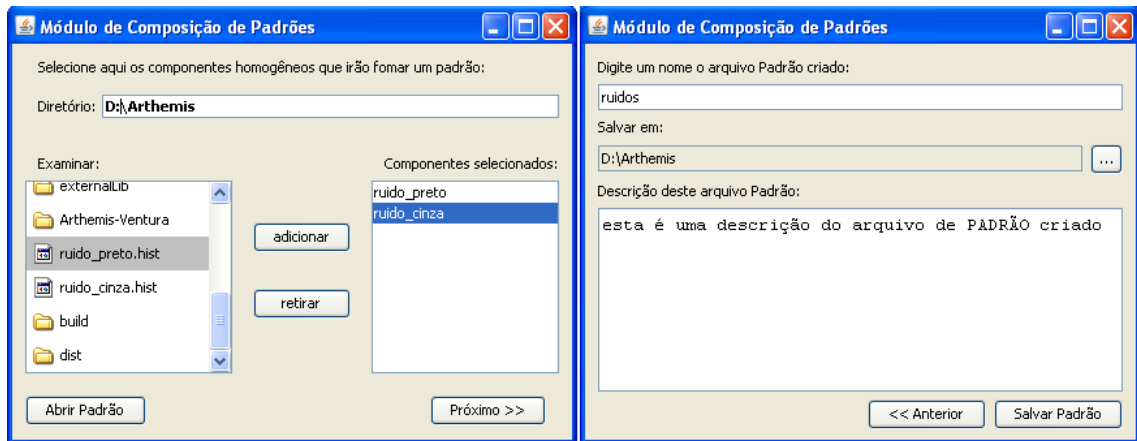 Módulo de Composição de Padrões
Selecione aqui os componentes homogêneos que irão fomar um padrão:
Diretório: D:\Arthemis
Examinar:
externalLib
Arthemis-Ventura
ruido_preto.hist
ruido_cinza.hist
build
dist
adicionar
retirar
Componentes selecionados:
ruido_preto
ruido_cinza
Abrir Padrão
Próximo >>
Módulo de Composição de Padrões
Digite um nome o arquivo Padrão criado:
ruidos
Salvar em:
D:\Arthemis
...
Descrição deste arquivo Padrão:
esta é uma descrição do arquivo de PADRÃO criado
<< Anterior
Salvar Padrão